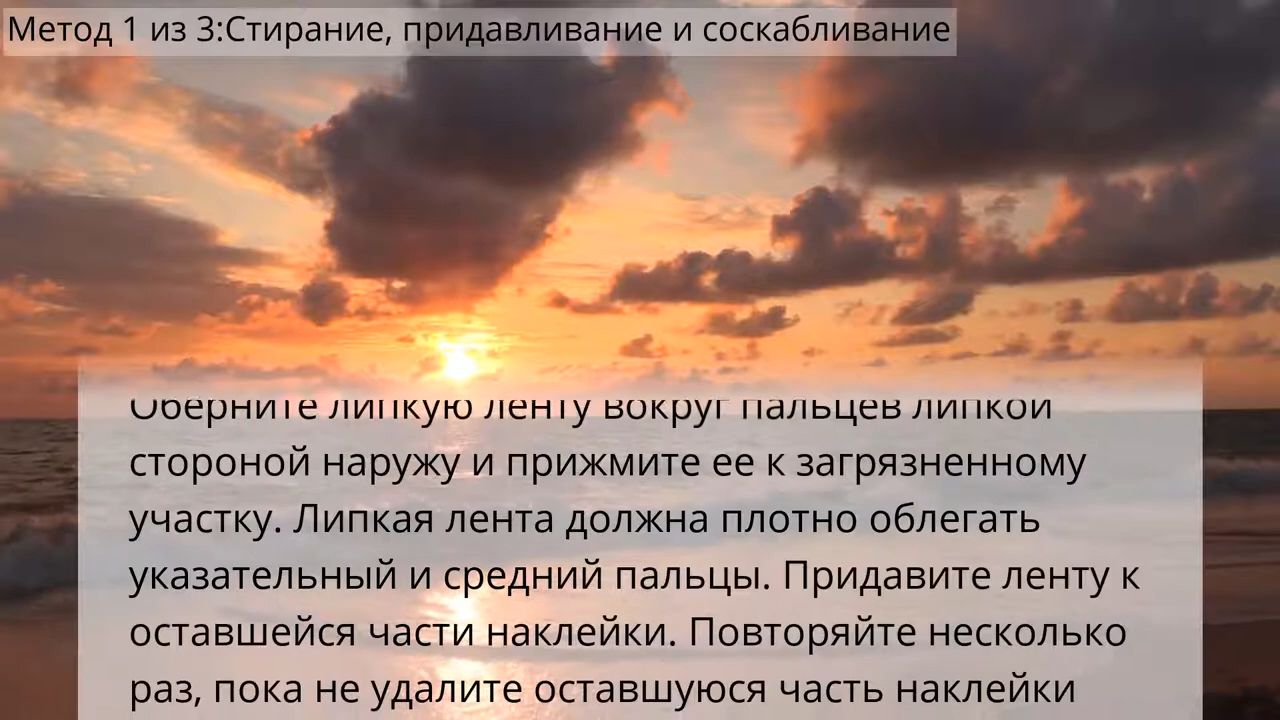 Метод 1 из 3:Стирание, придавливание и соскабливание
Оберните липкую ленту вокруг пальцев липкой
стороной наружу и прижмите ее к загрязненному
участку. Липкая лента должна плотно облегать
указательный и средний пальцы. Придавите ленту к
оставшейся части наклейки. Повторяйте несколько
раз, пока не удалите оставшуюся часть наклейки